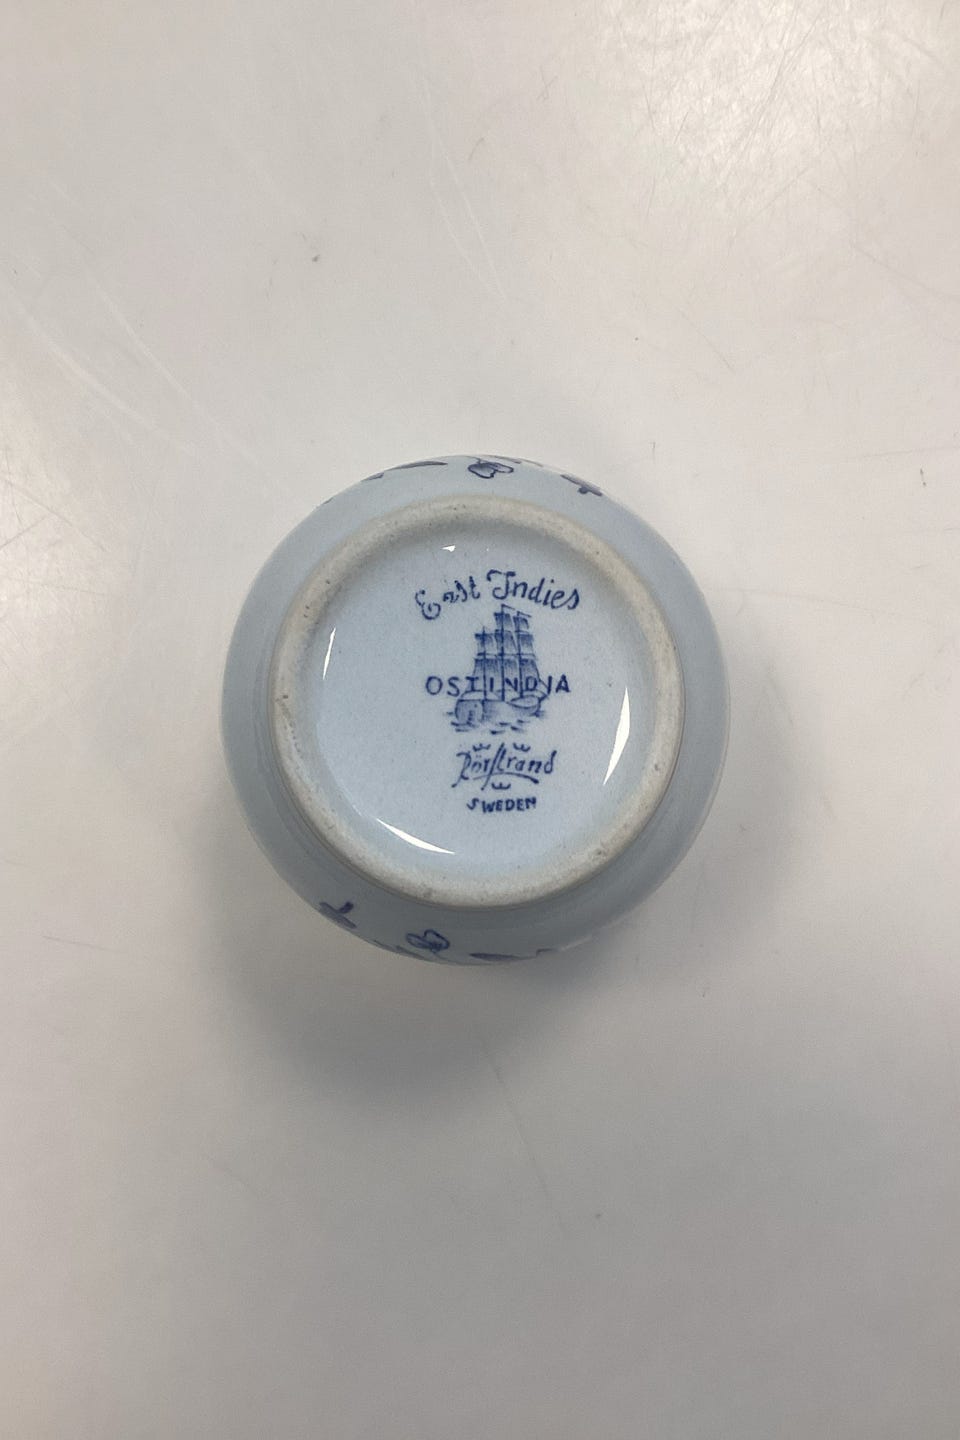 East Indies
OSTINDIA
Rörstrand
SWEDEN